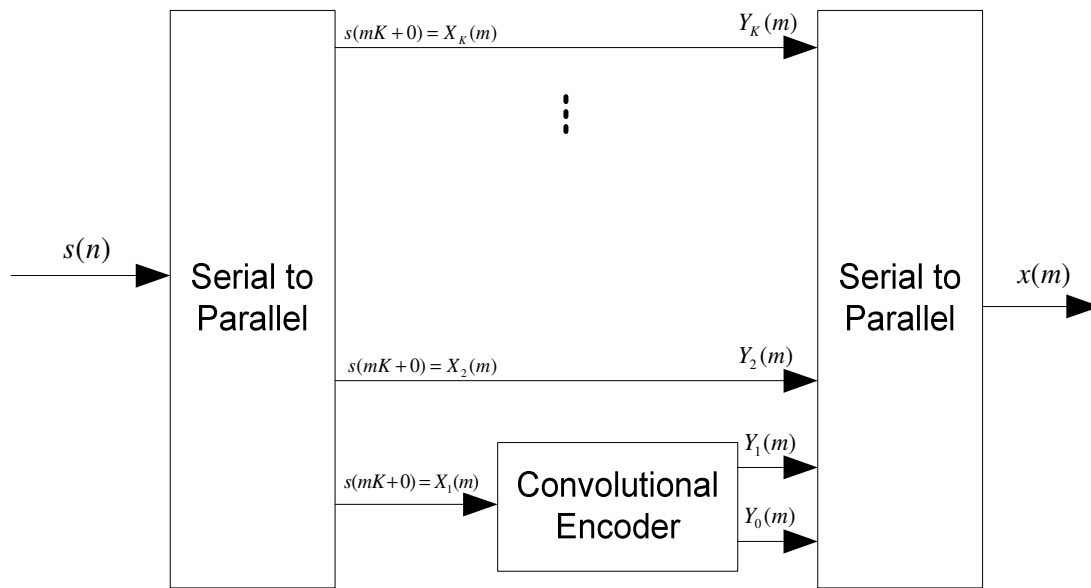 s(mK+0)=X_K(m)
Y_K(m)
s(n)
Serial to
Parallel
Serial to
Parallel
x(m)
s(mK+0)=X_2(m)
Y_2(m)
s(mK+0)=X_1(m)
Convolutional
Encoder
Y_1(m)
Y_0(m)